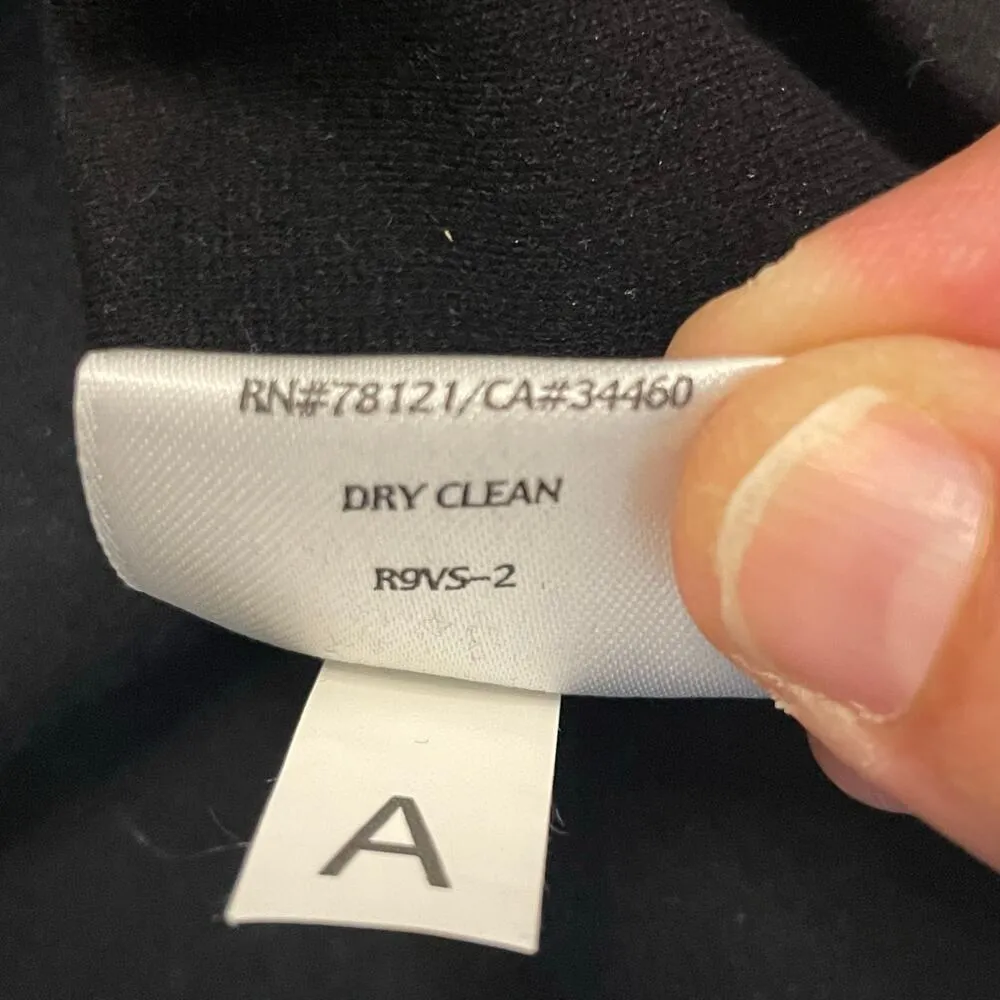 RN#78121/CA#34460
DRY CLEAN
R9VS-2
A